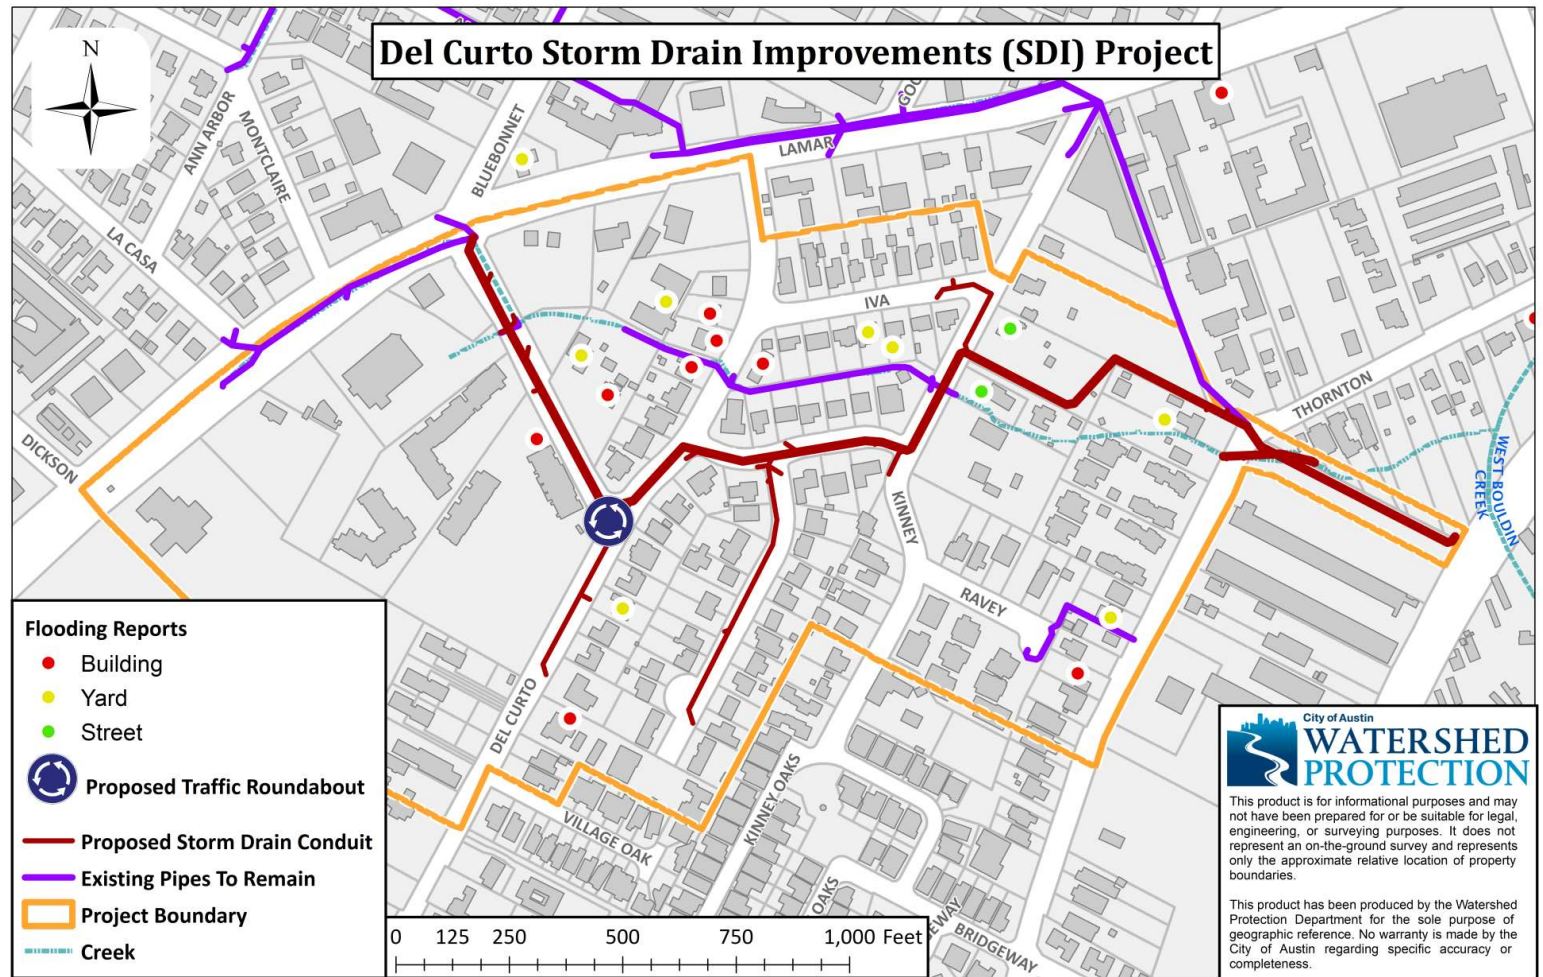 Del Curto Storm Drain Improvements (SDI) Project
N
ANN ARBOR
MONTCLAIRE
BLUEBONNET
LAMAR
LA CASA
IVA
THORNTON
DICKSON
WEST BOULDIN
CREEK
KINNEY
RAVEY
DEL CURTO
VILLAGE OAK
KINNEY OAKS
OAKS
BRIDGEWAY
Flooding Reports
Building
Yard
Street
Proposed Traffic Roundabout
Proposed Storm Drain Conduit
Existing Pipes To Remain
Project Boundary
Creek
0 125 250 500 750 1,000 Feet
City of Austin
WATERSHED
PROTECTION
This product is for informational purposes and may
not have been prepared for or be suitable for legal,
engineering, or surveying purposes. It does not
represent an on-the-ground survey and represents
only the approximate relative location of property
boundaries.
This product has been produced by the Watershed
Protection Department for the sole purpose of
geographic reference. No warranty is made by the
City of Austin regarding specific accuracy or
completeness.